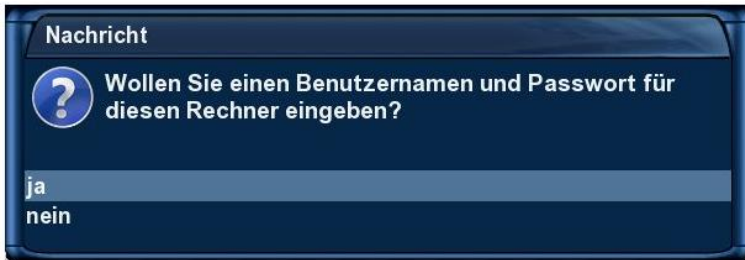 Nachricht
Wollen Sie einen Benutzernamen und Passwort für
diesen Rechner eingeben?
ja
nein